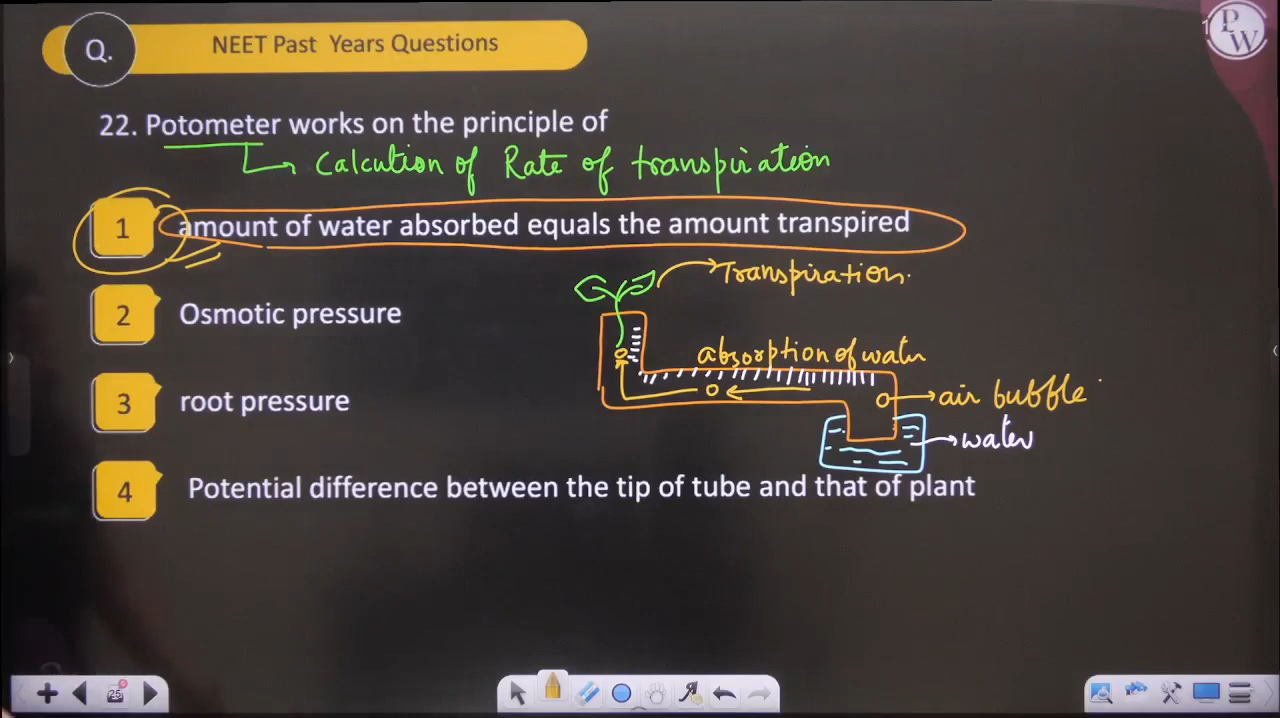 Q.
NEET Past Years Questions
PW
22. Potometer works on the principle of
Calcution of Rate of transpiration
1 amount of water absorbed equals the amount transpired
Transpiration.
2 Osmotic pressure
absorption of water
air bubble
3 root pressure
water
4 Potential difference between the tip of tube and that of plant
25